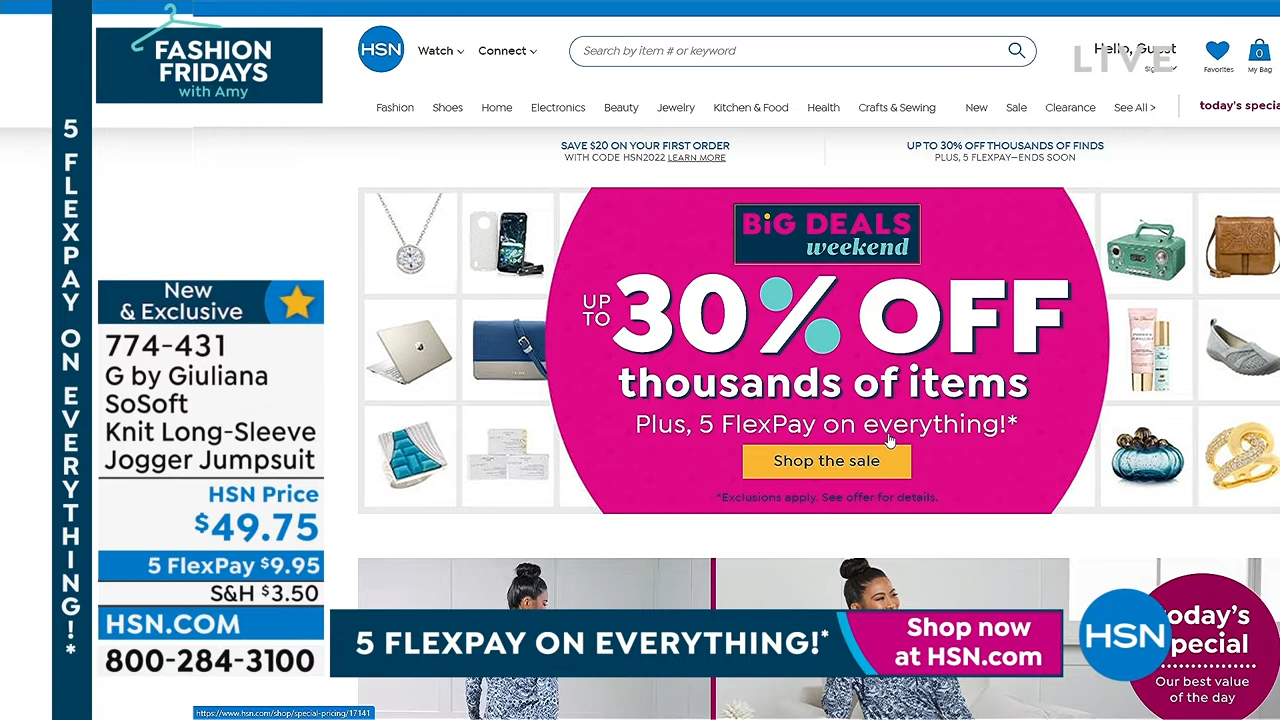 5 FLEXPAY ON EVERYTHING!*
FASHION
FRIDAYS
with Amy
New
& Exclusive
774-431
G by Giuliana
SoSoft
Knit Long-Sleeve
Jogger Jumpsuit
HSN Price
$49.75
5 FlexPay $9.95
S&H $3.50
HSN.COM
800-284-3100
HSN
Watch
Connect
Search by item # or keyword
Hello, Guest
LIVE
Favorites
0
My Bag
Fashion Shoes Home Electronics Beauty Jewelry Kitchen & Food Health Crafts & Sewing New Sale Clearance See All > today's specia
SAVE $20 ON YOUR FIRST ORDER
WITH CODE HSN2022 LEARN MORE
UP TO 30% OFF THOUSANDS OF FINDS
PLUS, 5 FLEXPAY—ENDS SOON
BiG DEALS
weekend
UP TO 30% OFF
thousands of items
Plus, 5 FlexPay on everything!*
Shop the sale
*Exclusions apply. See offer for details.
5 FLEXPAY ON EVERYTHING!*
Shop now
at HSN.com
HSN
oday's
pecial
Our best value
of the day
https://www.hsn.com/shop/special-pricing/17141